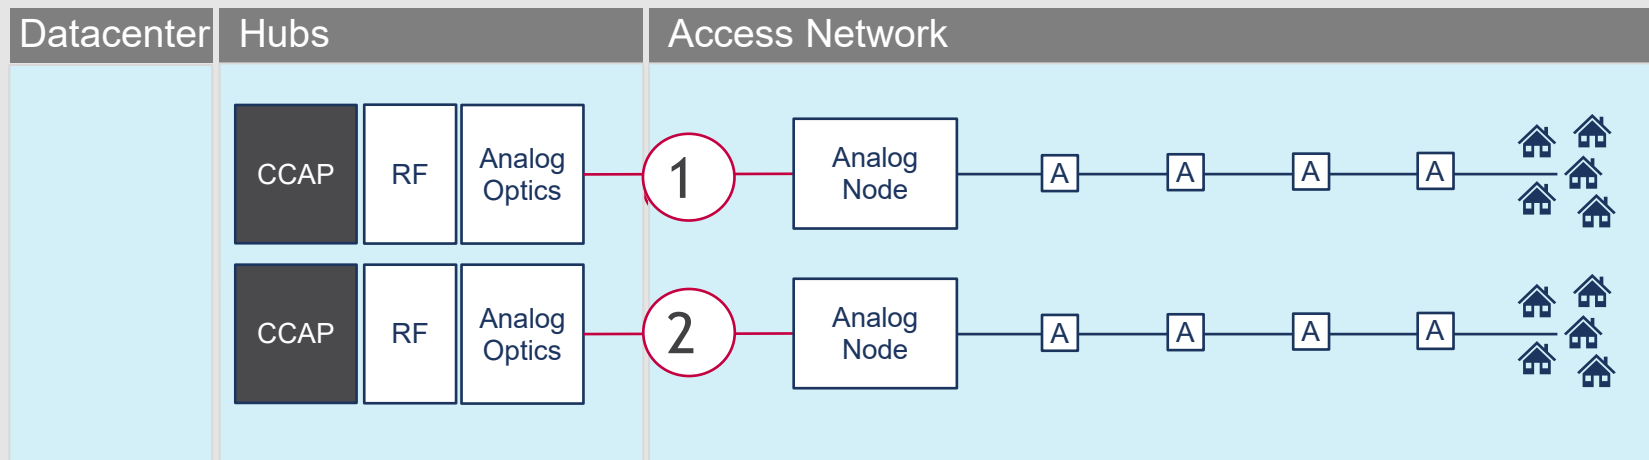 Datacenter
Hubs
Access Network
CCAP
RF
Analog
Optics
1
Analog
Node
A
A
A
A
CCAP
RF
Analog
Optics
2
Analog
Node
A
A
A
A